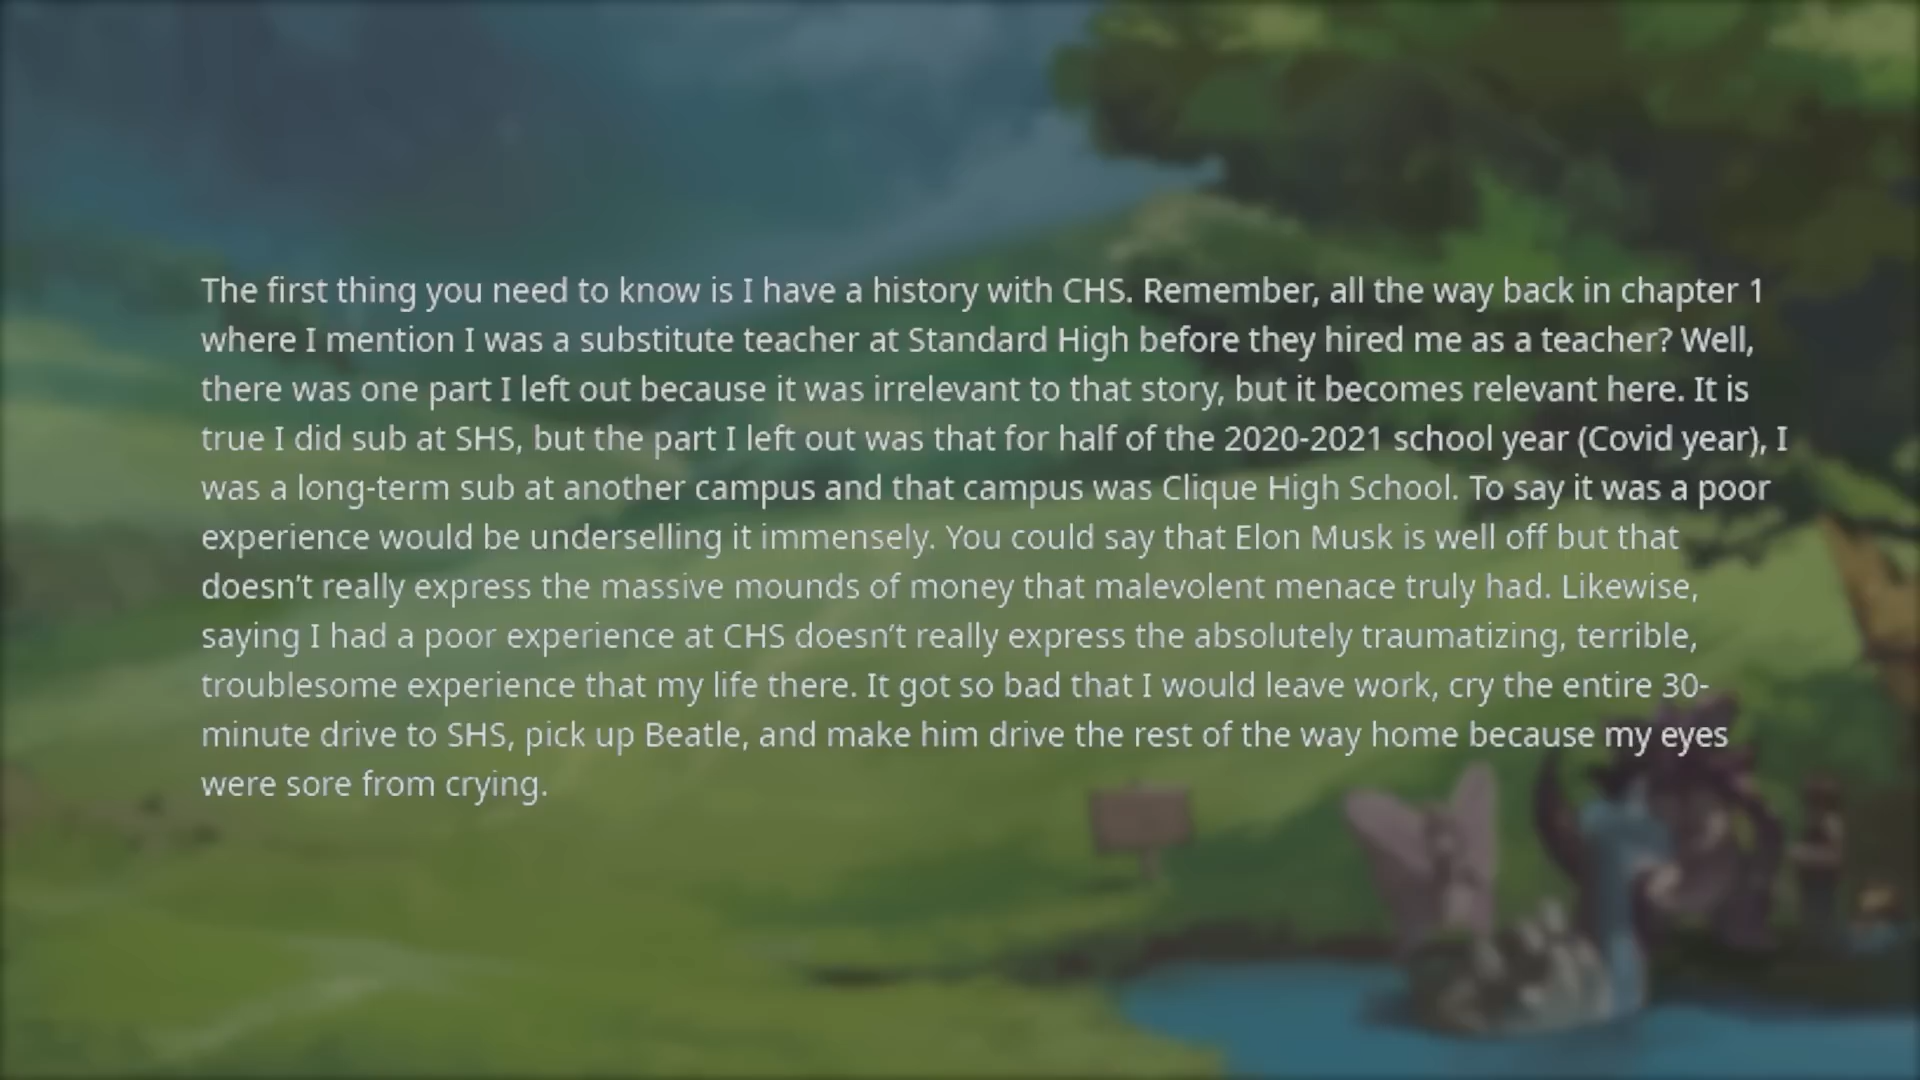 The first thing you need to know is I have a history with CHS. Remember, all the way back in chapter 1
where I mention I was a substitute teacher at Standard High before they hired me as a teacher? Well,
there was one part I left out because it was irrelevant to that story, but it becomes relevant here. It is
true I did sub at SHS, but the part I left out was that for half of the 2020-2021 school year (Covid year), I
was a long-term sub at another campus and that campus was Clique High School. To say it was a poor
experience would be underselling it immensely. You could say that Elon Musk is well off but that
doesn’t really express the massive mounds of money that malevolent menace truly had. Likewise,
saying I had a poor experience at CHS doesn’t really express the absolutely traumatizing, terrible,
troublesome experience that my life there. It got so bad that I would leave work, cry the entire 30-
minute drive to SHS, pick up Beatle, and make him drive the rest of the way home because my eyes
were sore from crying.